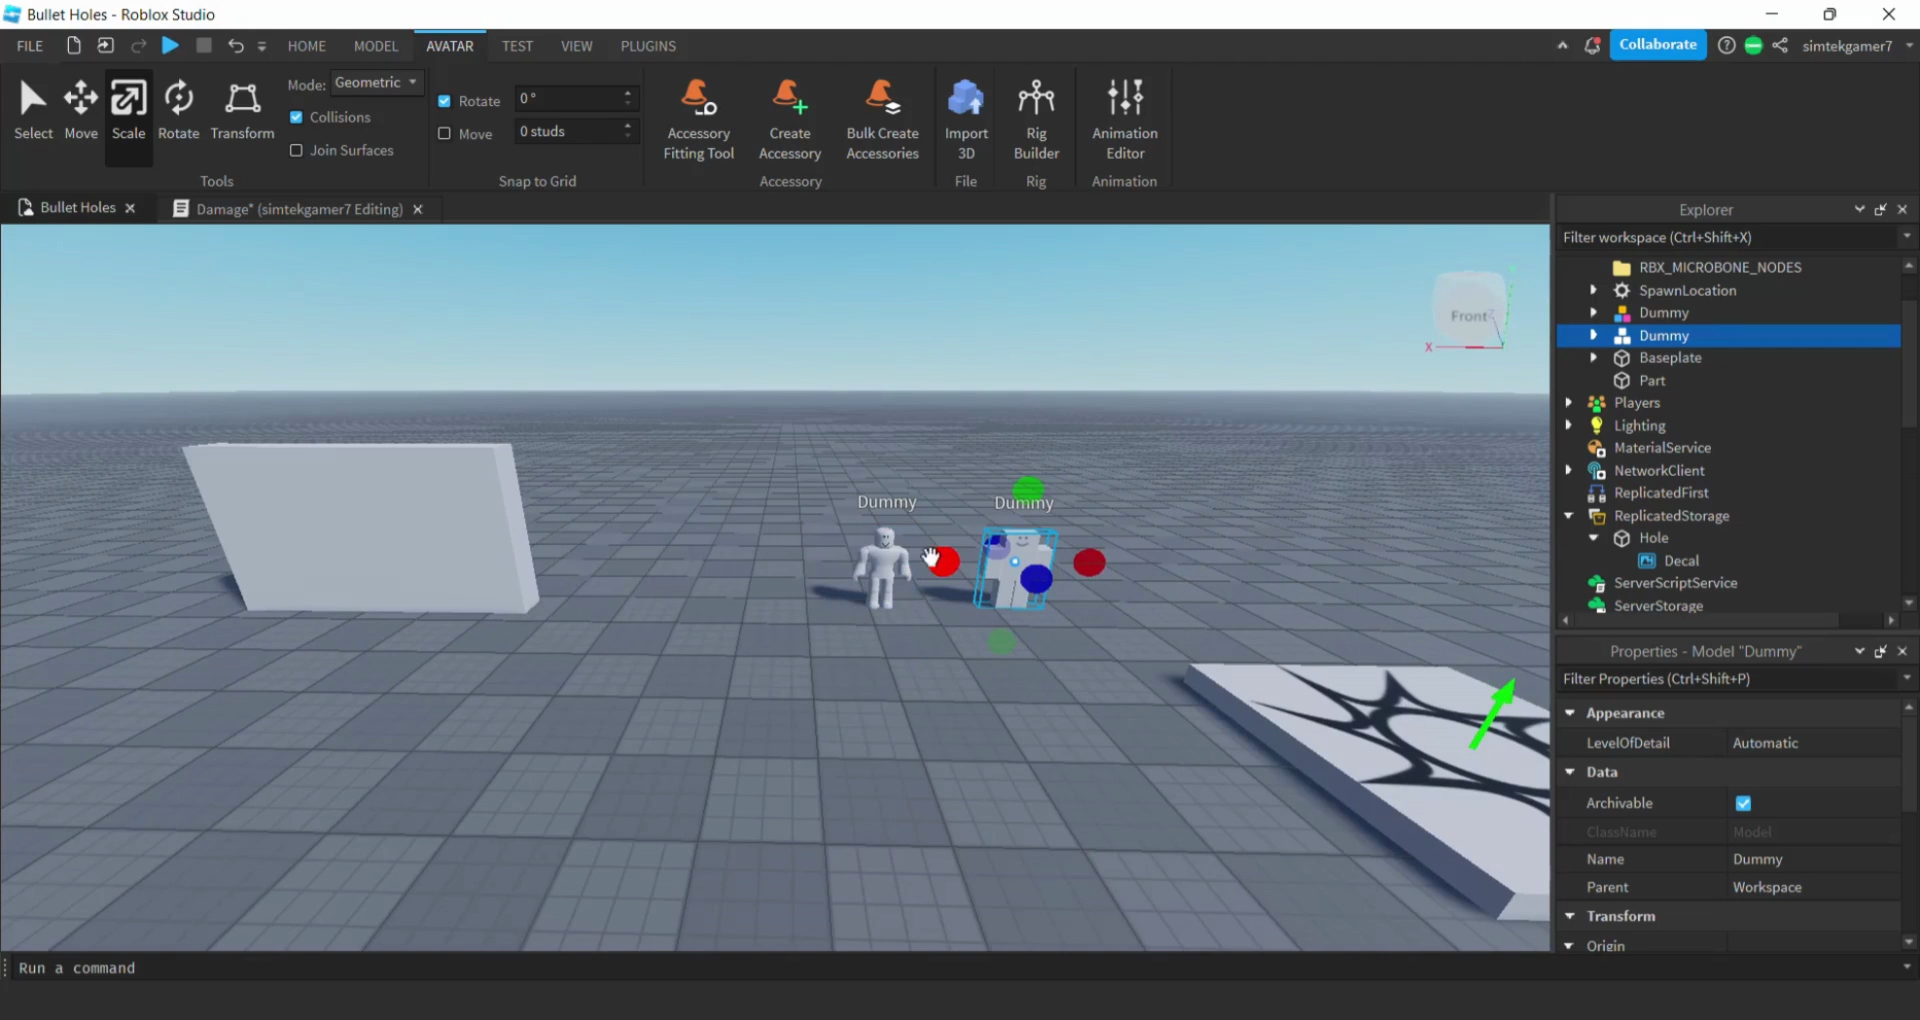 Bullet Holes - Roblox Studio
FILE HOME MODEL AVATAR TEST VIEW PLUGINS Collaborate simtekgamer7
Select Move Scale Rotate Transform
Mode: Geometric
Collisions
Join Surfaces
Tools
Rotate 0 °
Move 0 studs
Snap to Grid
Accessory Fitting Tool
Create Accessory
Bulk Create Accessories
Accessory
Import 3D
File
Rig Builder
Rig
Animation Editor
Animation
Bullet Holes
Damage* (simtekgamer7 Editing)
Front
X
Z
Dummy
Dummy
Explorer
Filter workspace (Ctrl+Shift+X)
RBX_MICROBONE_NODES
SpawnLocation
Dummy
Dummy
Baseplate
Part
Players
Lighting
MaterialService
NetworkClient
ReplicatedFirst
ReplicatedStorage
Hole
Decal
ServerScriptService
ServerStorage
Properties - Model "Dummy"
Filter Properties (Ctrl+Shift+P)
Appearance
LevelOfDetail Automatic
Data
Archivable
ClassName Model
Name Dummy
Parent Workspace
Transform
Origin
Run a command